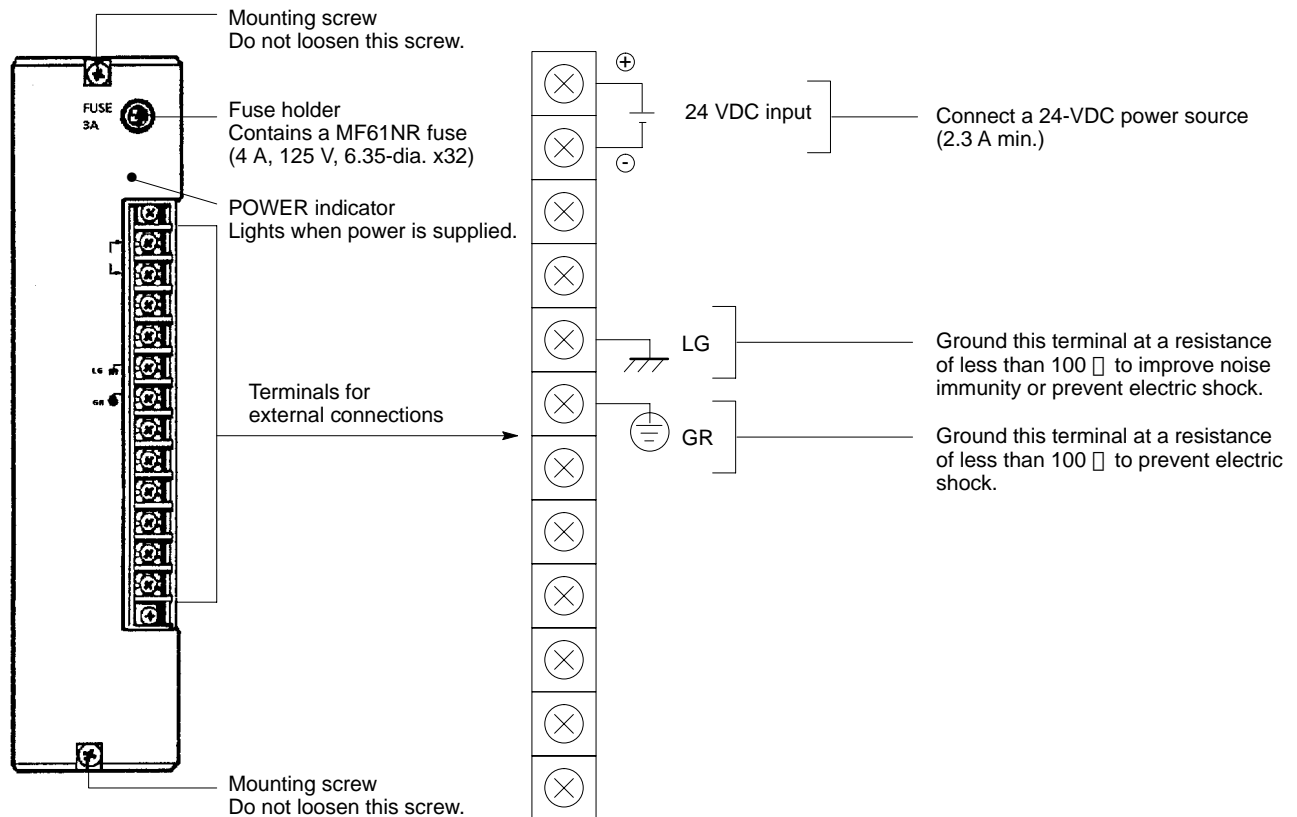 Mounting screw
Do not loosen this screw.
FUSE
3A
Fuse holder
Contains a MF61NR fuse
(4 A, 125 V, 6.35-dia. x32)
POWER indicator
Lights when power is supplied.
LG
GR
Terminals for
external connections
Mounting screw
Do not loosen this screw.
+
24 VDC input
-
Connect a 24-VDC power source
(2.3 A min.)
LG
Ground this terminal at a resistance
of less than 100 ▯ to improve noise
immunity or prevent electric shock.
GR
Ground this terminal at a resistance
of less than 100 ▯ to prevent electric
shock.